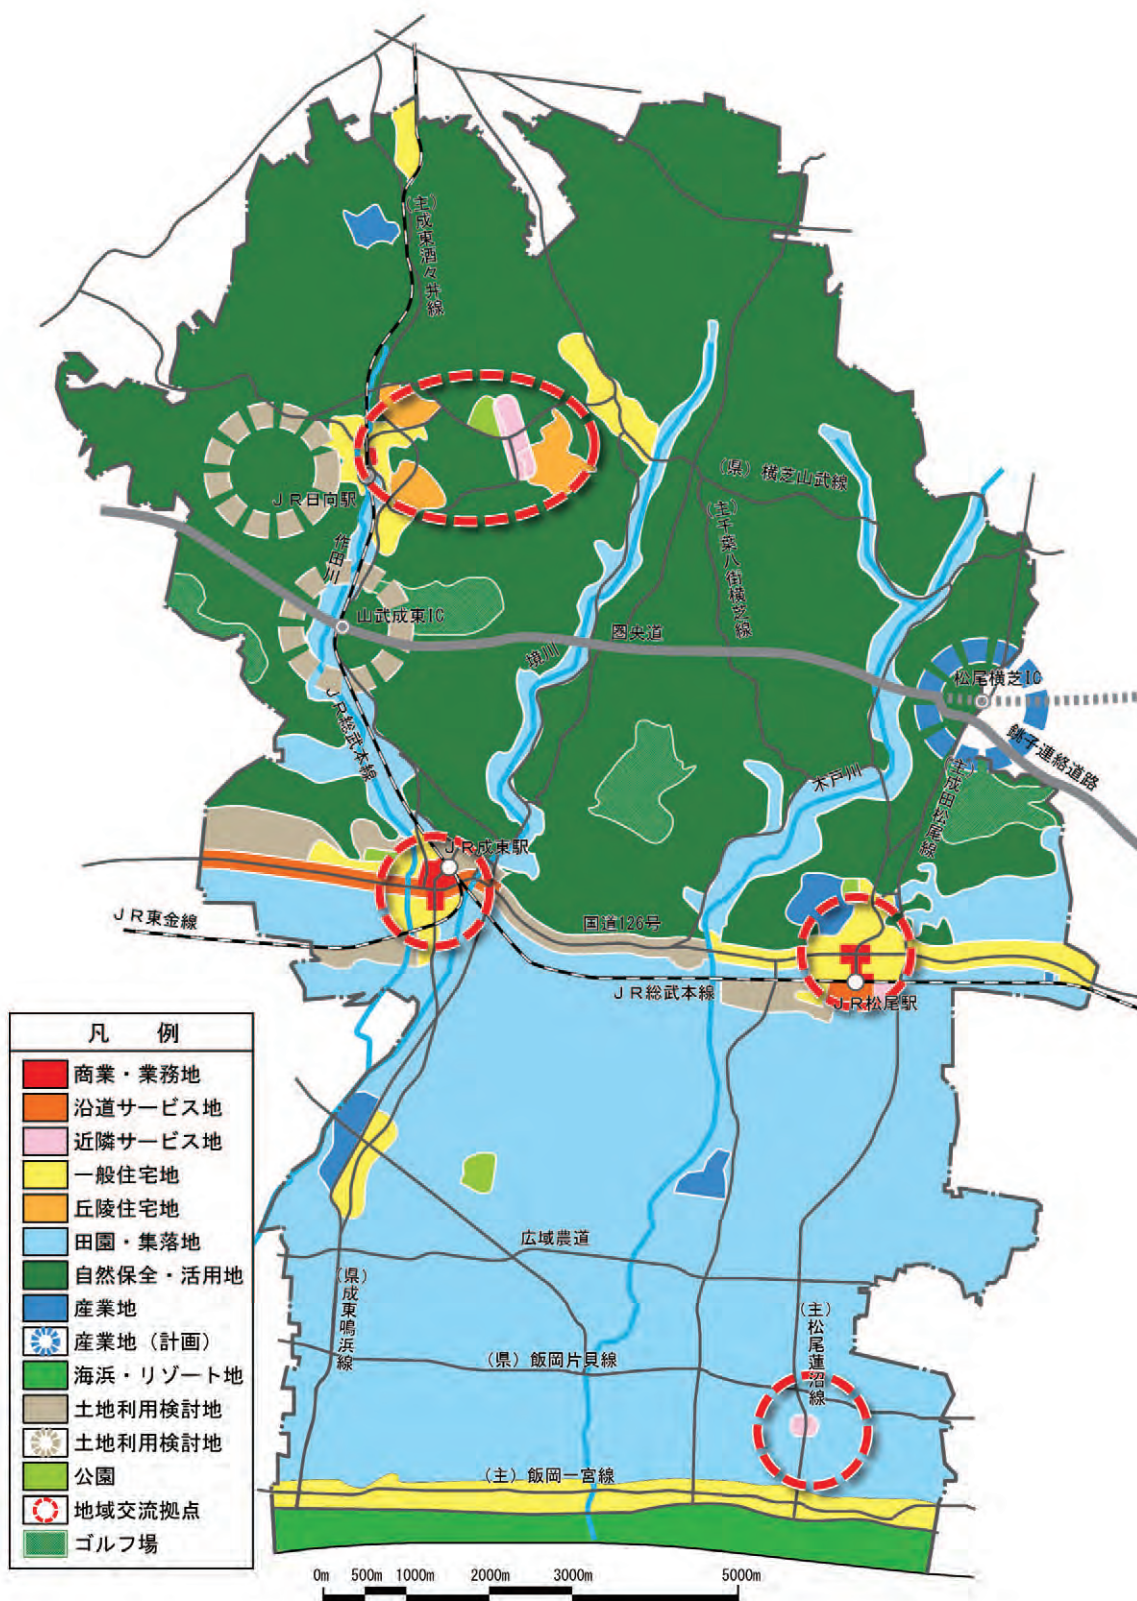 (主)成東酒々井線
JR日向駅
(県)横芝山武線
(主)千葉八街横芝線
作田川
山武成東IC
圏央道
境川
松尾横芝IC
銚子連絡道路
JR総武本線
木戸川
(主)成田松尾線
JR成東駅
JR東金線
国道126号
JR総武本線
JR松尾駅
凡 例
商業・業務地
沿道サービス地
近隣サービス地
一般住宅地
丘陵住宅地
田園・集落地
自然保全・活用地
産業地
産業地(計画)
海浜・リゾート地
土地利用検討地
土地利用検討地
公園
地域交流拠点
ゴルフ場
広域農道
(県)成東鳴浜線
(主)松尾蓮沼線
(県)飯岡片貝線
(主)飯岡一宮線
0m 500m 1000m 2000m 3000m 5000m